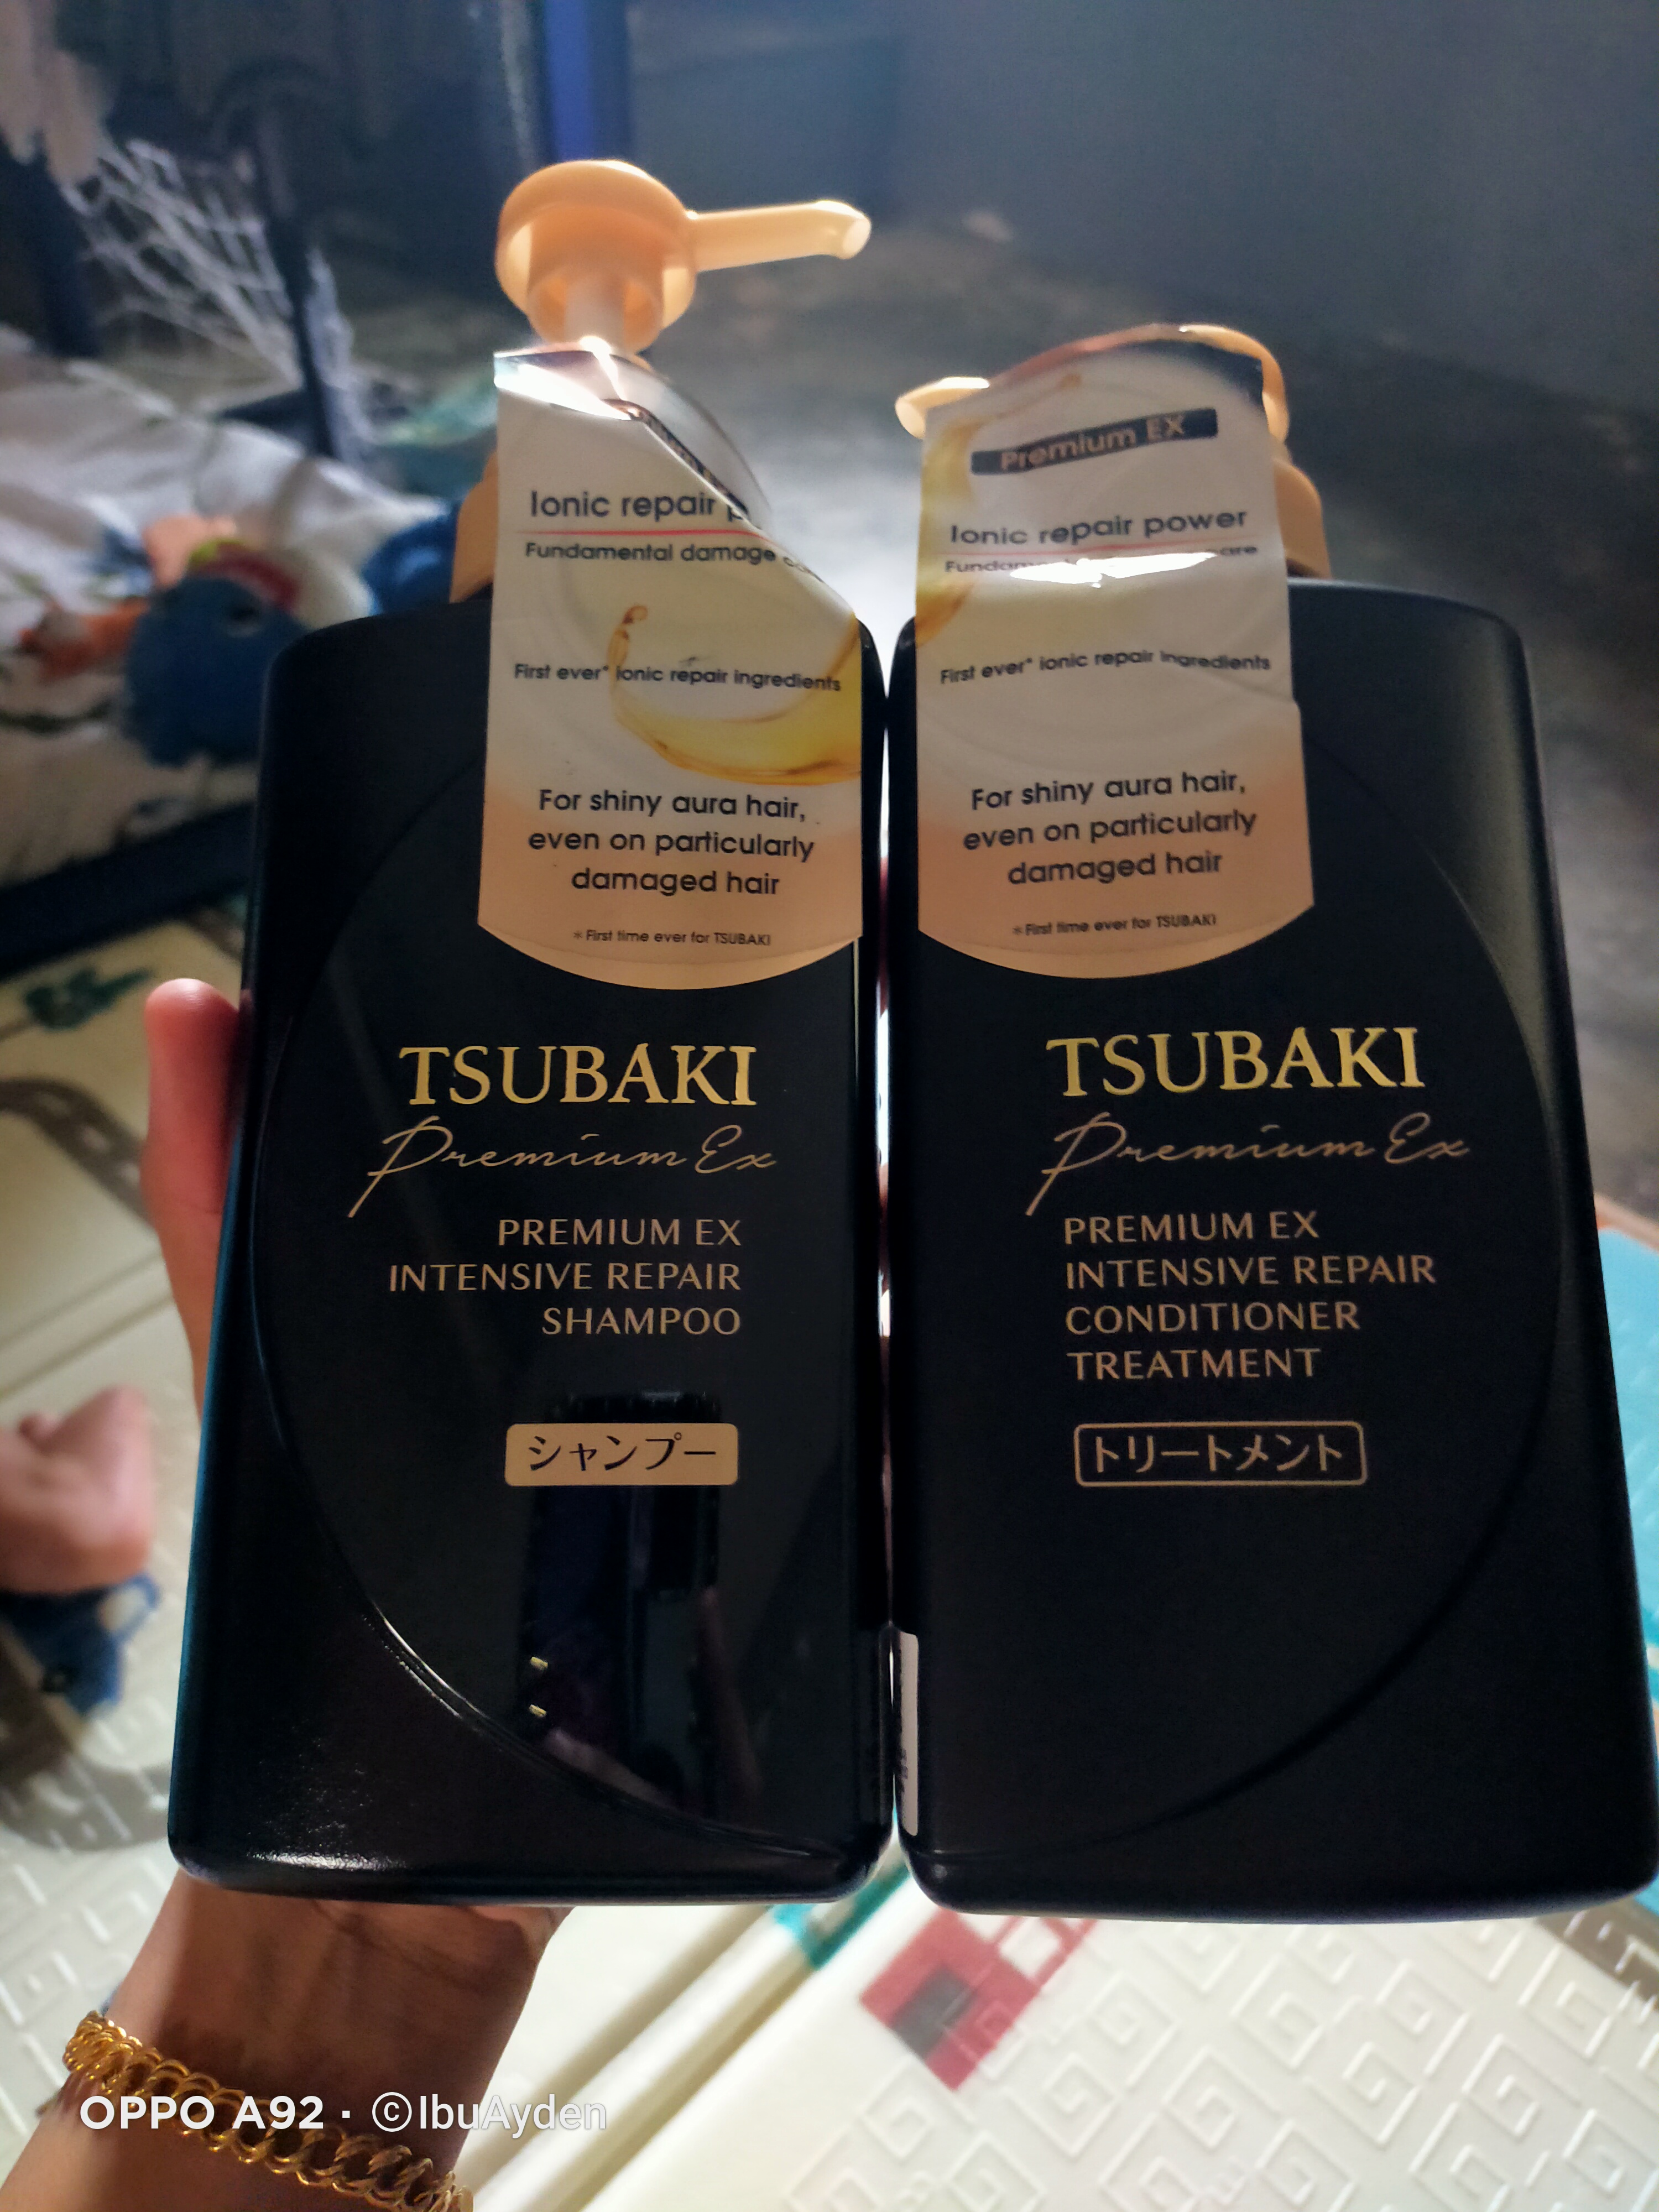 Ionic repair
Fundamental damage
First ever* ionic repair ingredients
For shiny aura hair,
even on particularly
damaged hair
*First time ever for TSUBAKI
TSUBAKI
Premium Ex
PREMIUM EX
INTENSIVE REPAIR
SHAMPOO
シャンプー
Premium EX
Ionic repair power
care
First ever* ionic repair ingredients
For shiny aura hair,
even on particularly
damaged hair
*First time ever for TSUBAKI
TSUBAKI
Premium Ex
PREMIUM EX
INTENSIVE REPAIR
CONDITIONER
TREATMENT
トリートメント
OPPO A92 · ©IbuAyden